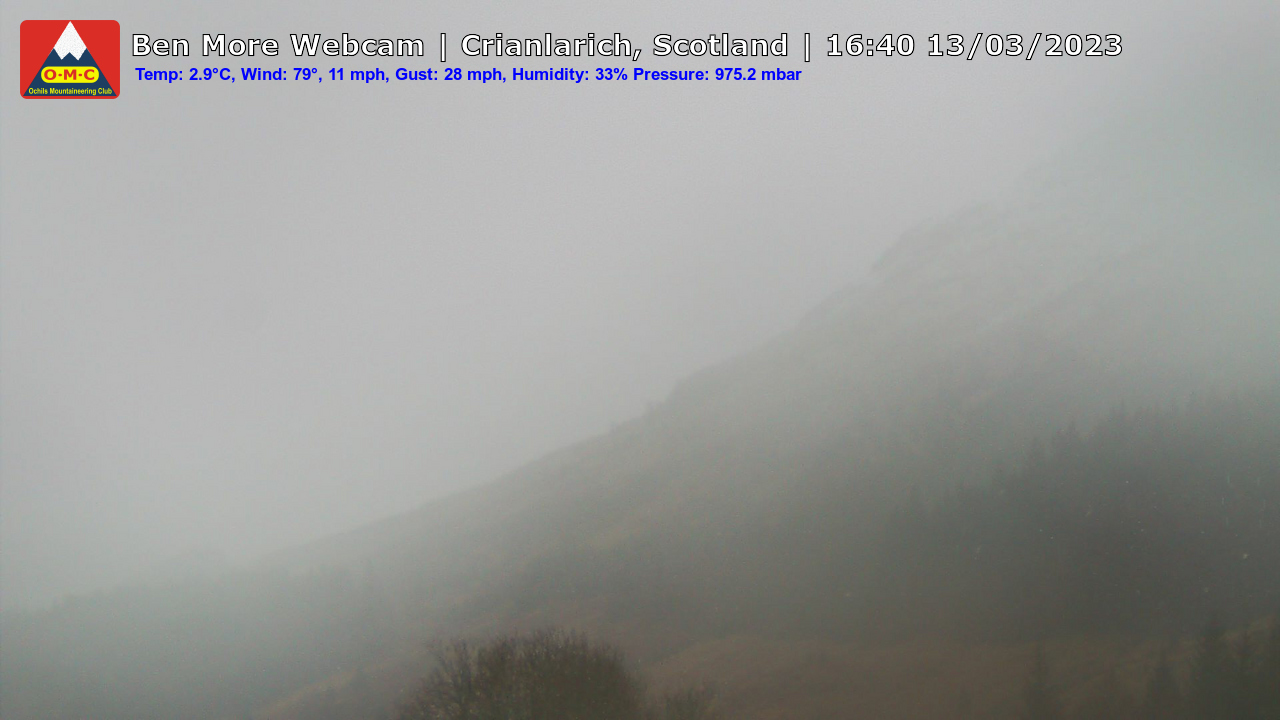 Ben More Webcam | Crianlarich, Scotland | 16:40 13/03/2023
Temp: 2.9°C, Wind: 79°, 11 mph, Gust: 28 mph, Humidity: 33% Pressure: 975.2 mbar
O·M·C
Ochils Mountaineering Club